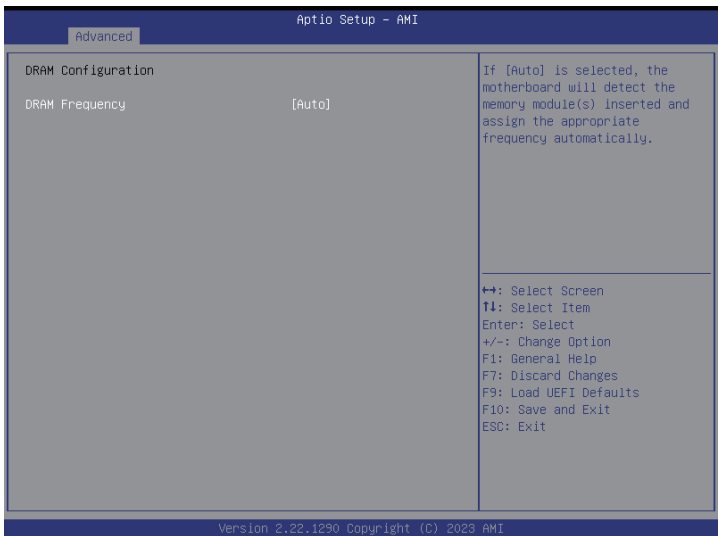 Aptio Setup – AMI
Advanced
DRAM Configuration
DRAM Frequency [Auto]
If [Auto] is selected, the
motherboard will detect the
memory module(s) inserted and
assign the appropriate
frequency automatically.
↔: Select Screen
↑↓: Select Item
Enter: Select
+/-: Change Option
F1: General Help
F7: Discard Changes
F9: Load UEFI Defaults
F10: Save and Exit
ESC: Exit
Version 2.22.1290 Copyright (C) 2023 AMI